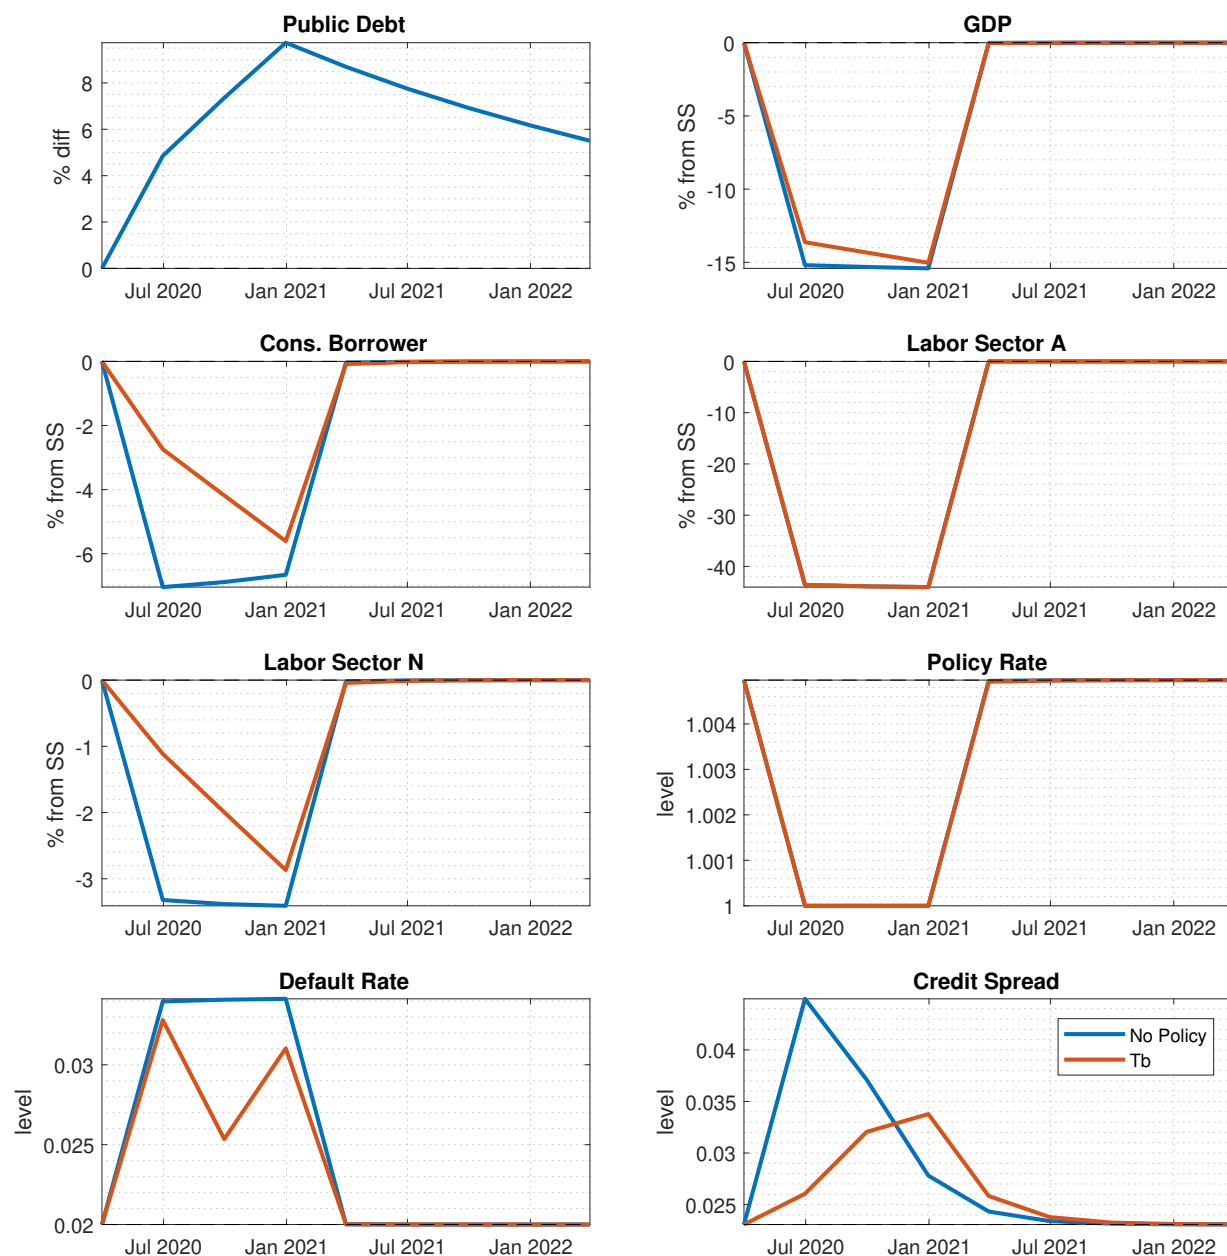 Public Debt
% diff
8
6
4
2
0
Jul 2020 Jan 2021 Jul 2021 Jan 2022
GDP
% from SS
0
-5
-10
-15
Jul 2020 Jan 2021 Jul 2021 Jan 2022
Cons. Borrower
% from SS
0
-2
-4
-6
Jul 2020 Jan 2021 Jul 2021 Jan 2022
Labor Sector A
% from SS
0
-10
-20
-30
-40
Jul 2020 Jan 2021 Jul 2021 Jan 2022
Labor Sector N
% from SS
0
-1
-2
-3
Jul 2020 Jan 2021 Jul 2021 Jan 2022
Policy Rate
level
1.004
1.003
1.002
1.001
1
Jul 2020 Jan 2021 Jul 2021 Jan 2022
Default Rate
level
0.03
0.025
0.02
Jul 2020 Jan 2021 Jul 2021 Jan 2022
Credit Spread
0.04
0.035
0.03
0.025
No Policy
Tb
Jul 2020 Jan 2021 Jul 2021 Jan 2022